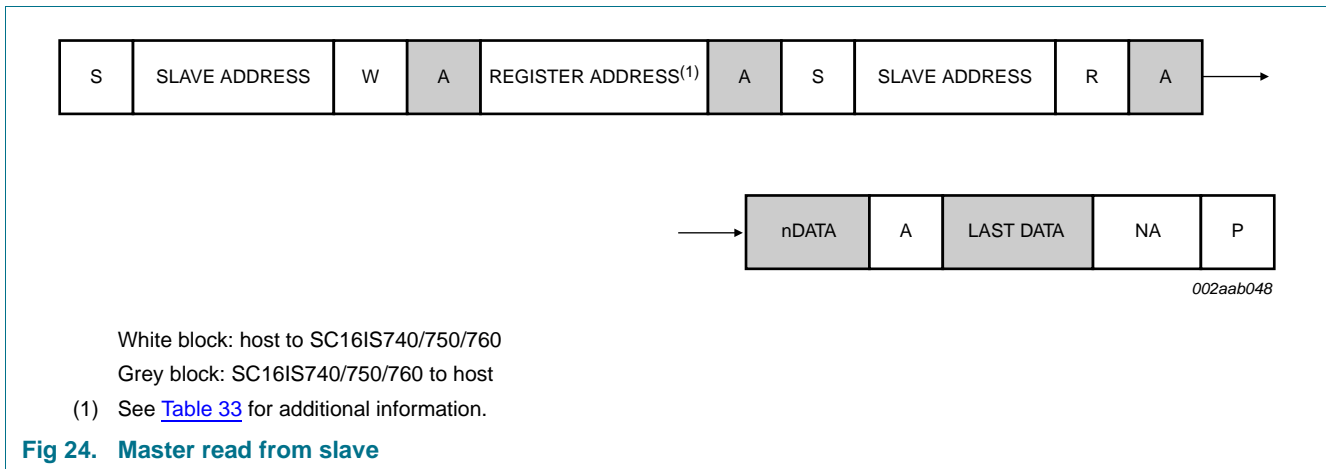 S SLAVE ADDRESS W A REGISTER ADDRESS(1) A S SLAVE ADDRESS R A
nDATA A LAST DATA NA P
002aab048
White block: host to SC16IS740/750/760
Grey block: SC16IS740/750/760 to host
(1) See Table 33 for additional information.
Fig 24. Master read from slave